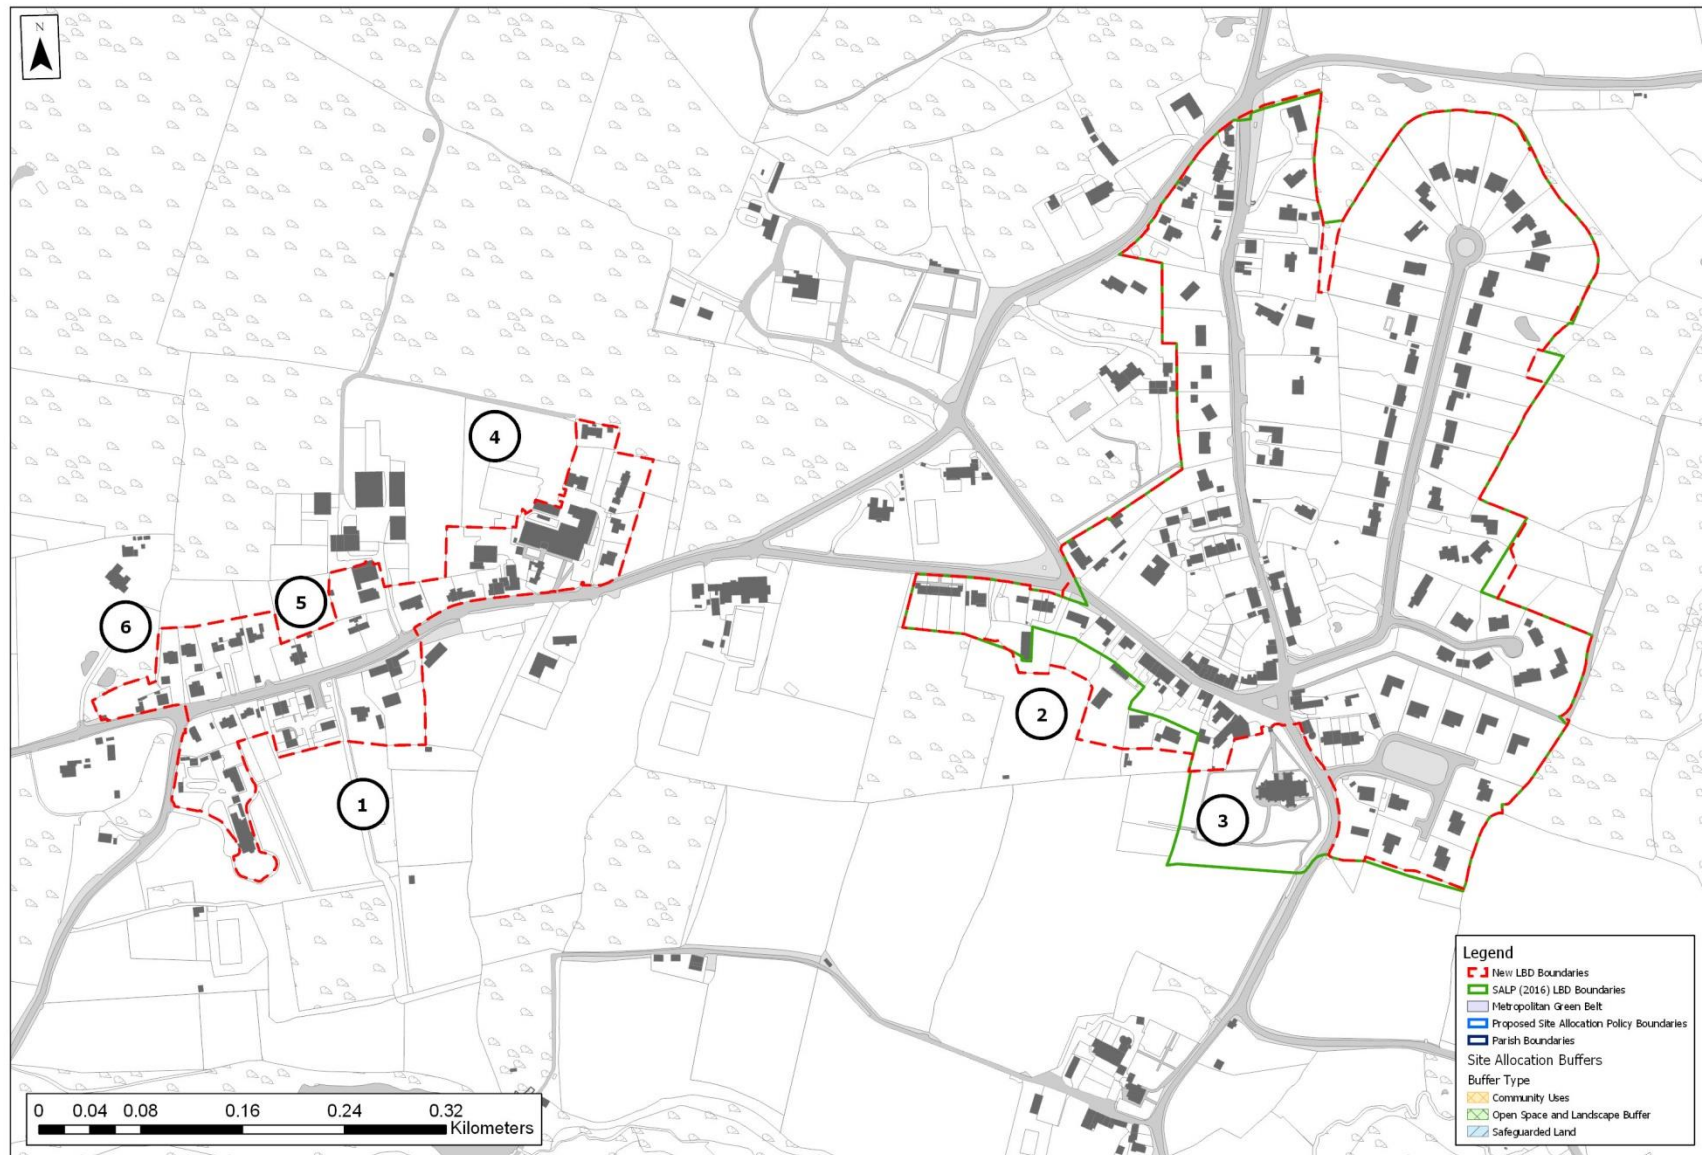 N
4
5
6
2
1
3
Legend
New LBD Boundaries
SALP (2016) LBD Boundaries
Metropolitan Green Belt
Proposed Site Allocation Policy Boundaries
Parish Boundaries
Site Allocation Buffers
Buffer Type
Community Uses
Open Space and Landscape Buffer
Safeguarded Land
0 0.04 0.08 0.16 0.24 0.32
Kilometers